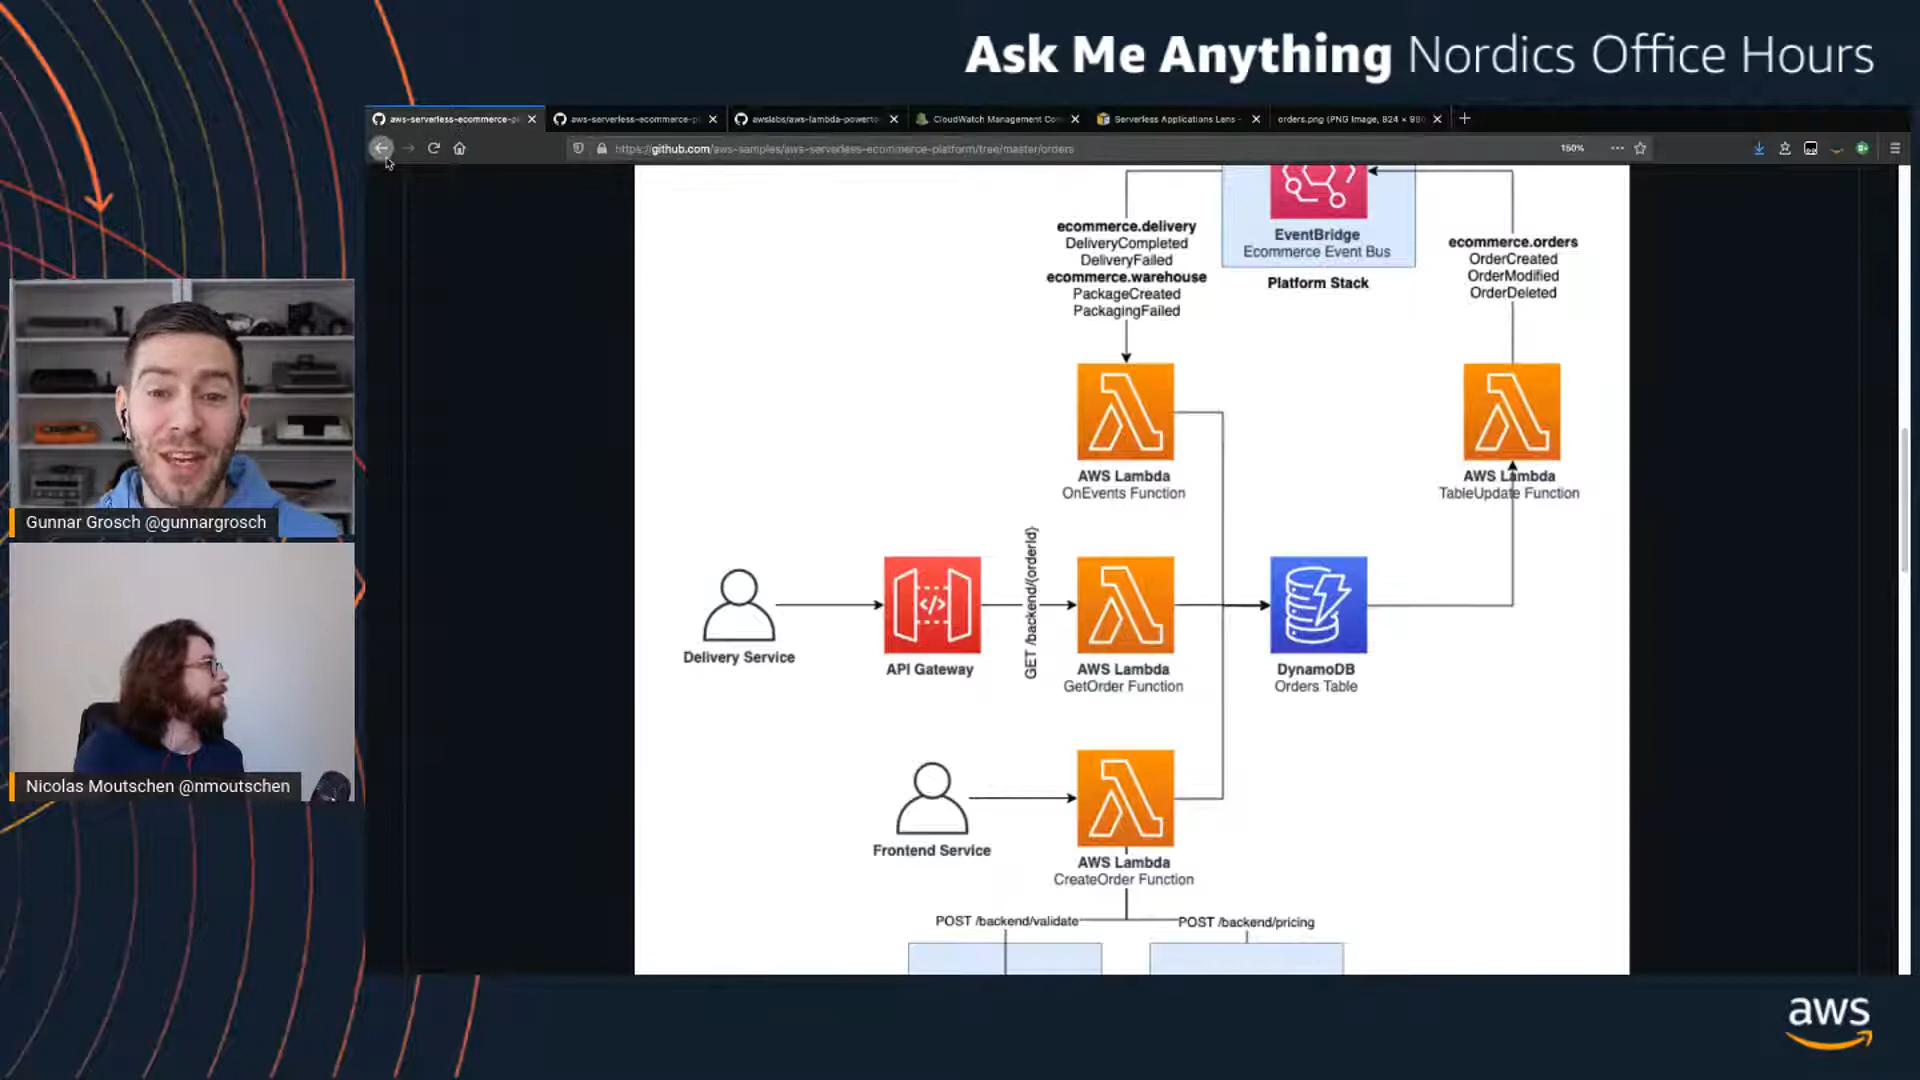 Ask Me Anything Nordics Office Hours
aws-serverless-ecommerce-pl
aws-serverless-ecommerce-pl
awslabs/aws-lambda-powerto
CloudWatch Management Con
Serverless Applications Lens -
orders.png (PNG Image, 824 × 980
https://github.com/aws-samples/aws-serverless-ecommerce-platform/tree/master/orders
150%
ecommerce.delivery
DeliveryCompleted
DeliveryFailed
ecommerce.warehouse
PackageCreated
PackagingFailed
EventBridge
Ecommerce Event Bus
Platform Stack
ecommerce.orders
OrderCreated
OrderModified
OrderDeleted
AWS Lambda
OnEvents Function
AWS Lambda
TableUpdate Function
Gunnar Grosch @gunnargrosch
Delivery Service
API Gateway
GET /backend/{orderId}
AWS Lambda
GetOrder Function
DynamoDB
Orders Table
Nicolas Moutschen @nmoutschen
Frontend Service
AWS Lambda
CreateOrder Function
POST /backend/validate
POST /backend/pricing
aws